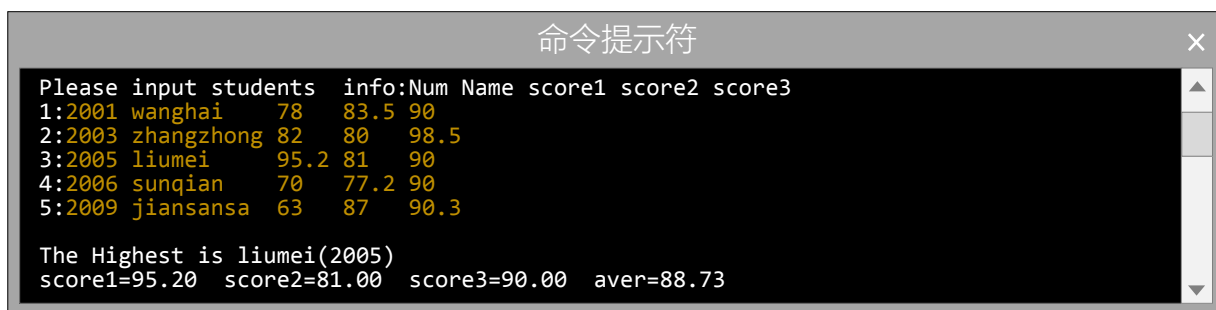 命令提示符
Please input students info:Num Name score1 score2 score3
1:2001 wanghai 78 83.5 90
2:2003 zhangzhong 82 80 98.5
3:2005 liumei 95.2 81 90
4:2006 sunqian 70 77.2 90
5:2009 jiansansa 63 87 90.3
The Highest is liumei(2005)
score1=95.20 score2=81.00 score3=90.00 aver=88.73